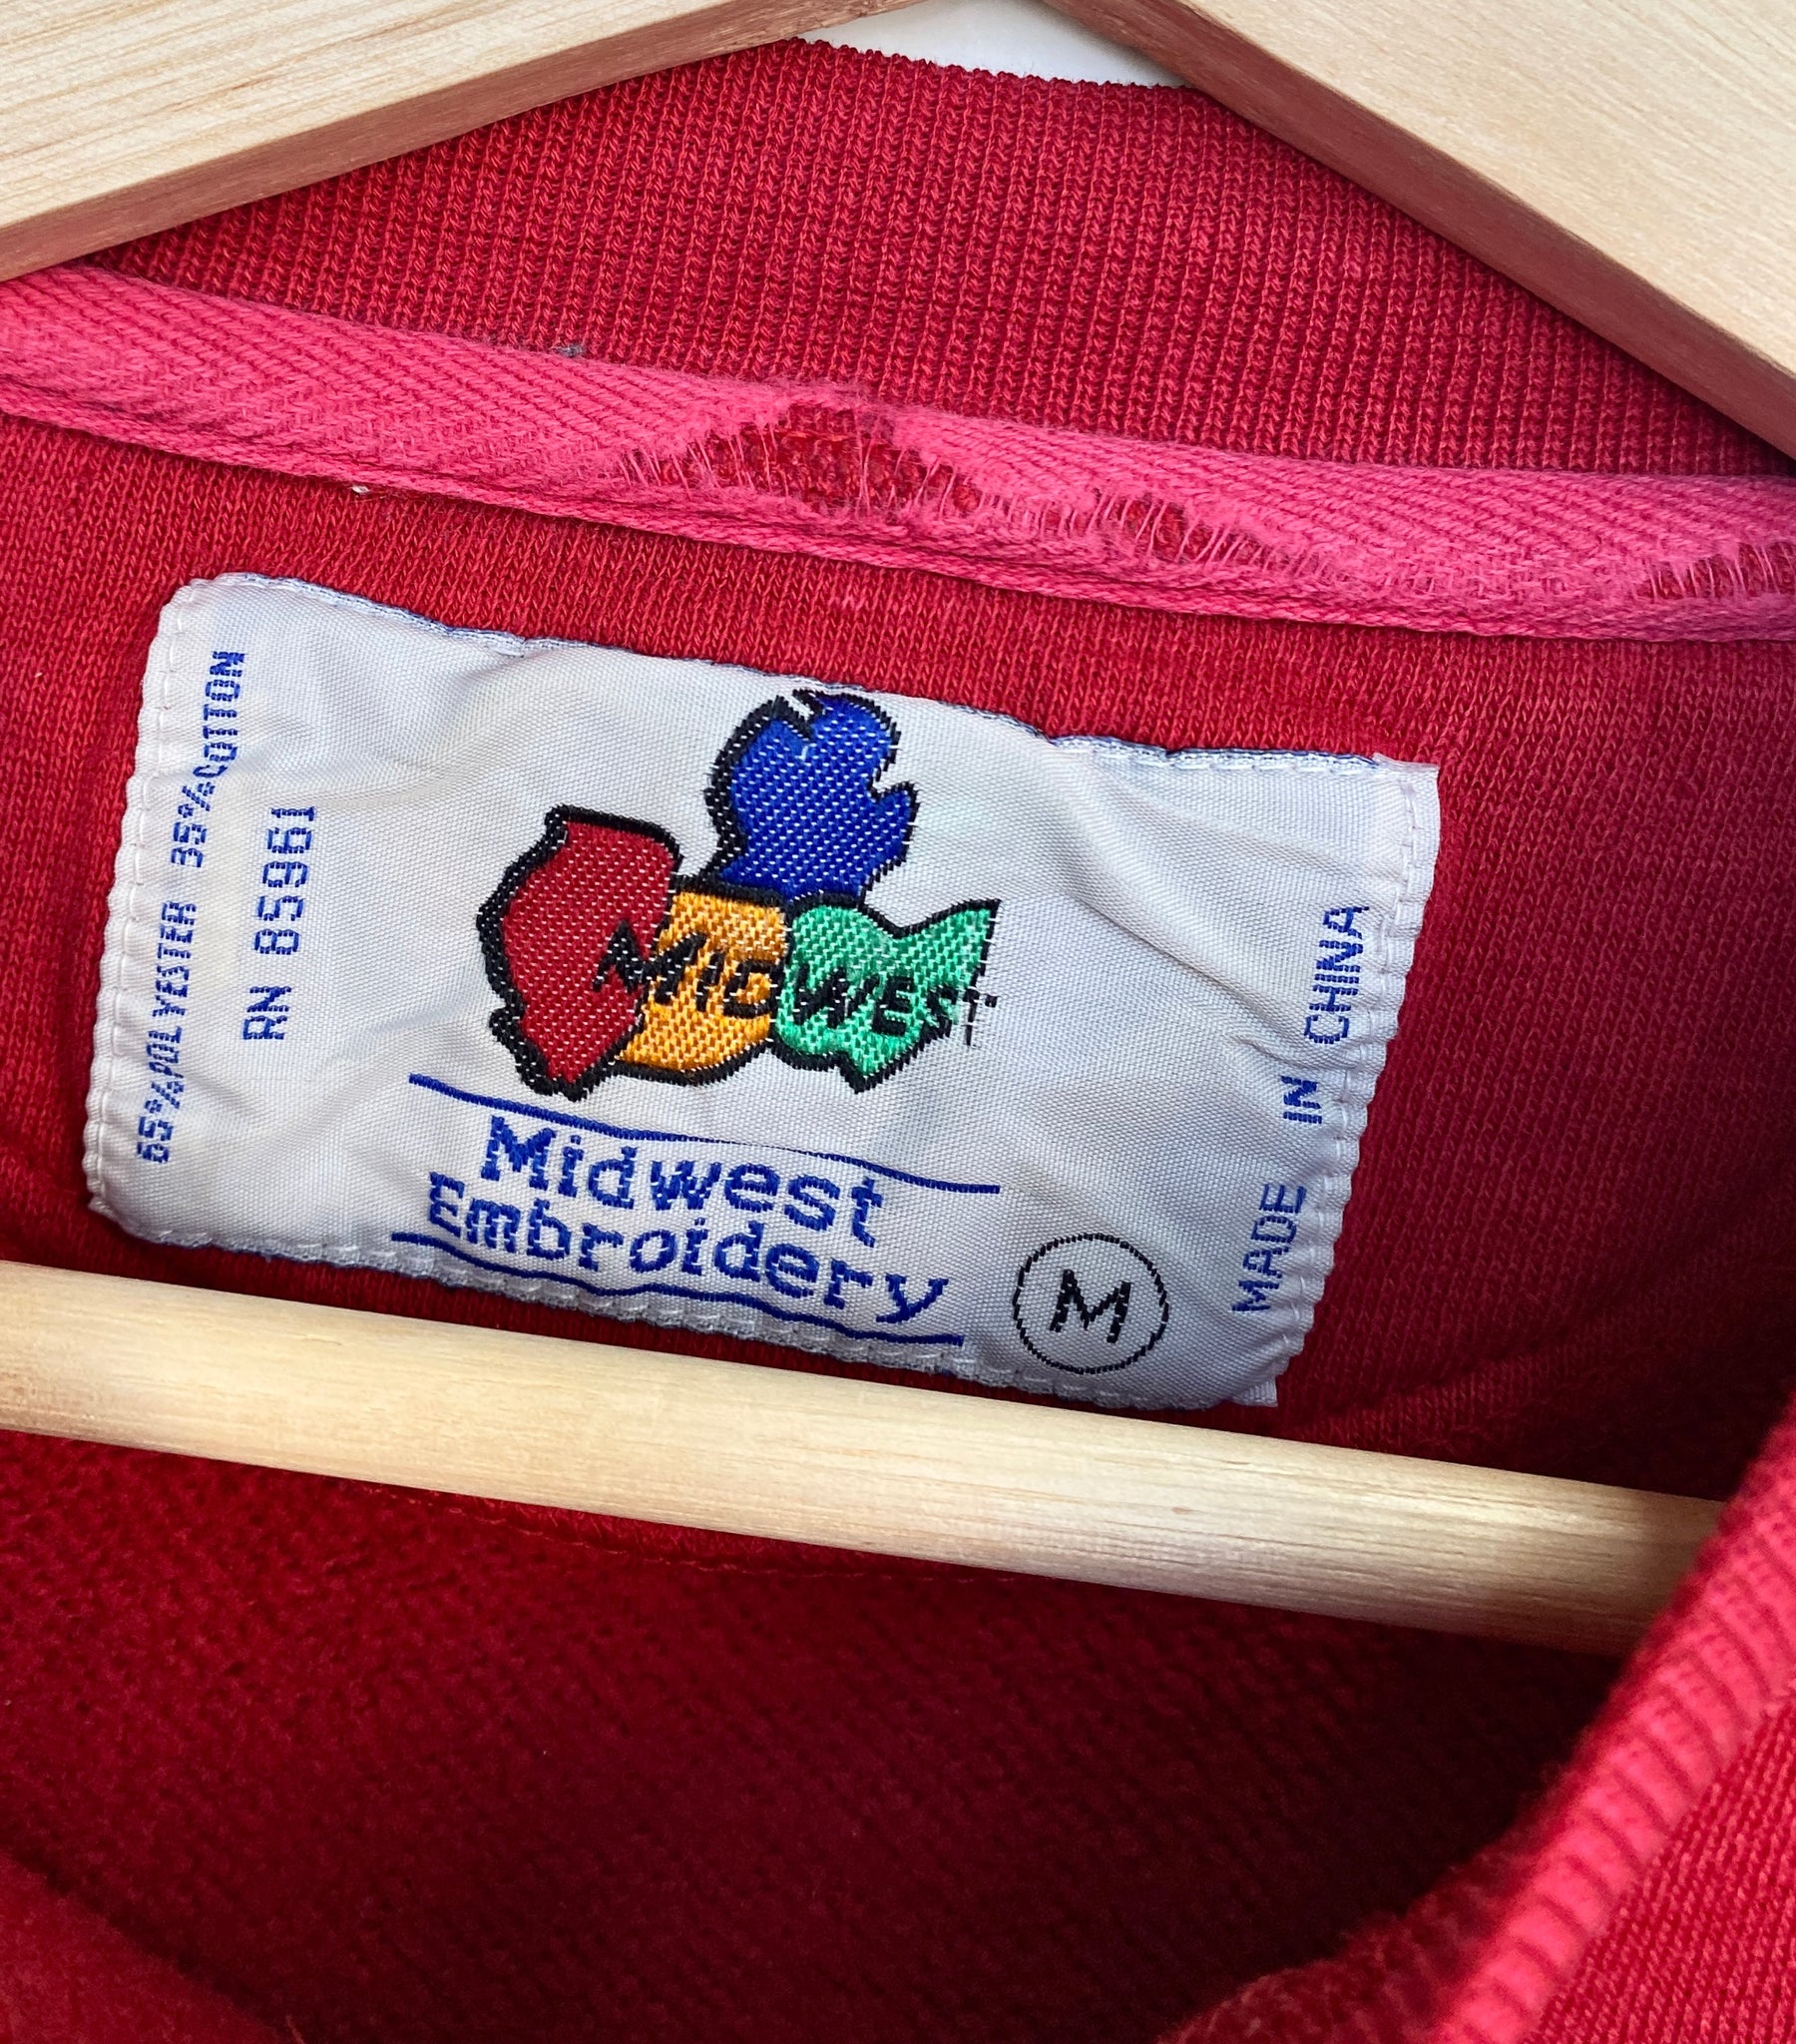 65%POLYESTER 35%COTTON
RN 85961
MIDWEST
Midwest
Embroidery
M
MADE IN CHINA